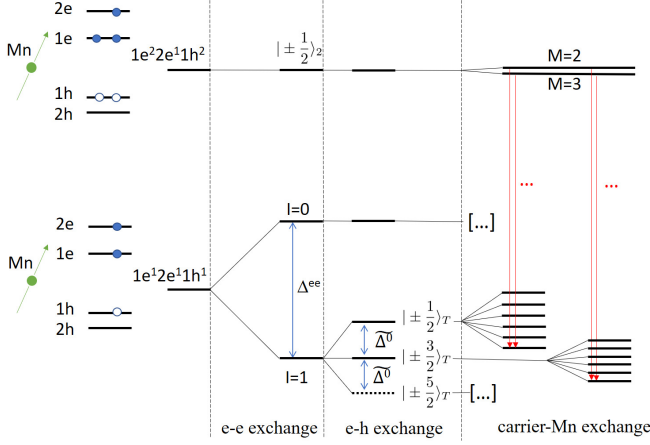 2e
1e
Mn
1h
2h
1e²2e¹1h²
|±1/2⟩₂
M=2
M=3
...
...
2e
1e
Mn
1h
2h
1e¹2e¹1h¹
I=0
[...]
Δᵉᵉ
I=1
|±1/2⟩_T
Δ̃⁰
|±3/2⟩_T
Δ̃⁰
|±5/2⟩_T
[...]
e-e exchange
e-h exchange
carrier-Mn exchange